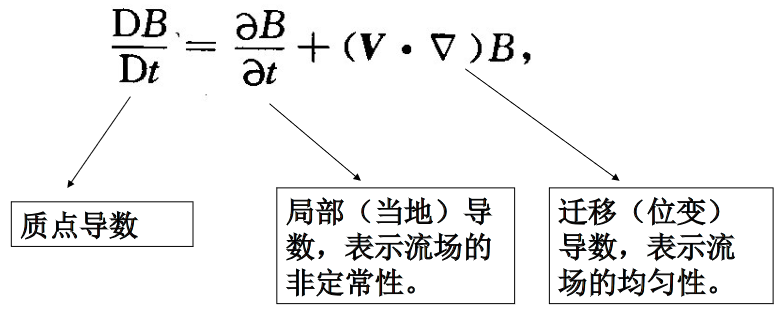 DB/Dt = ∂B/∂t + (V • ∇)B,
质点导数
局部（当地）导
数，表示流场的
非定常性。
迁移（位变）
导数，表示流
场的均匀性。